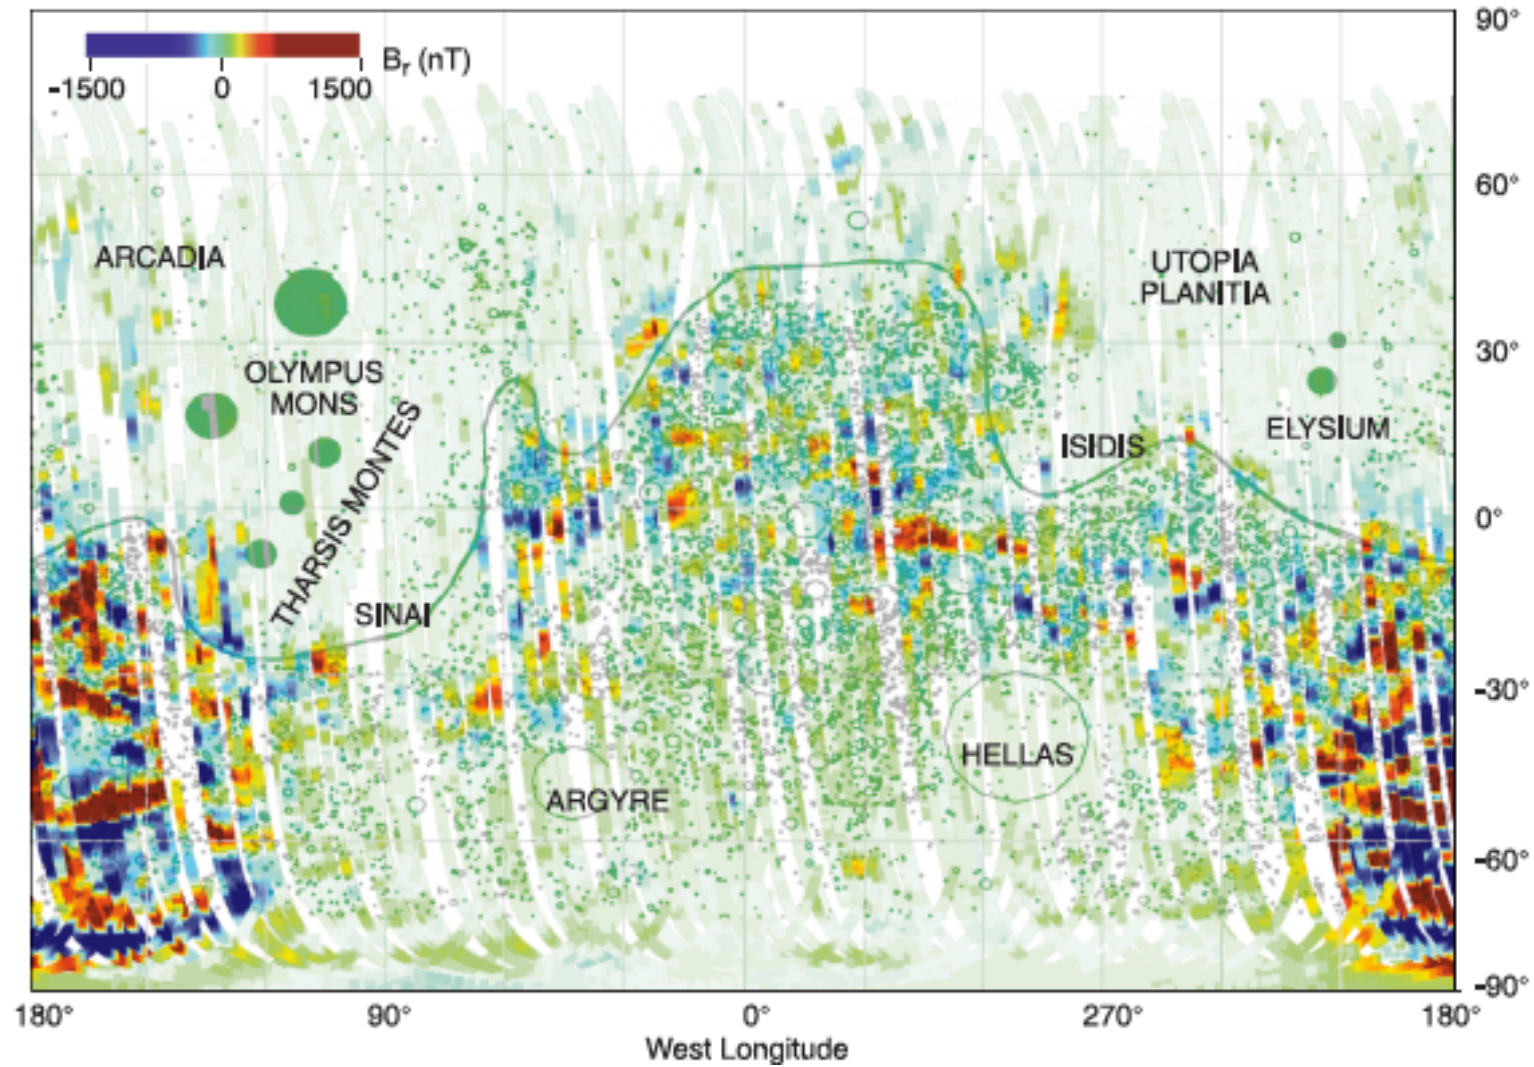 90°
Br (nT)
-1500 0 1500
60°
ARCADIA
UTOPIA
PLANITIA
30°
OLYMPUS
MONS
THARSIS MONTES
ISIDIS
ELYSIUM
0°
SINAI
-30°
HELLAS
ARGYRE
-60°
-90°
180° 90° 0° 270° 180°
West Longitude